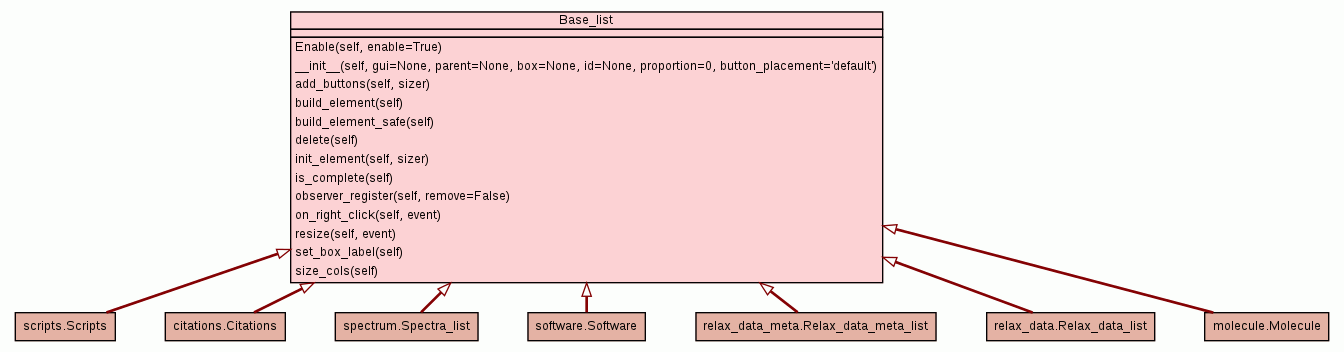 Base_list
Enable(self, enable=True)
__init__(self, gui=None, parent=None, box=None, id=None, proportion=0, button_placement='default')
add_buttons(self, sizer)
build_element(self)
build_element_safe(self)
delete(self)
init_element(self, sizer)
is_complete(self)
observer_register(self, remove=False)
on_right_click(self, event)
resize(self, event)
set_box_label(self)
size_cols(self)
scripts.Scripts
citations.Citations
spectrum.Spectra_list
software.Software
relax_data_meta.Relax_data_meta_list
relax_data.Relax_data_list
molecule.Molecule